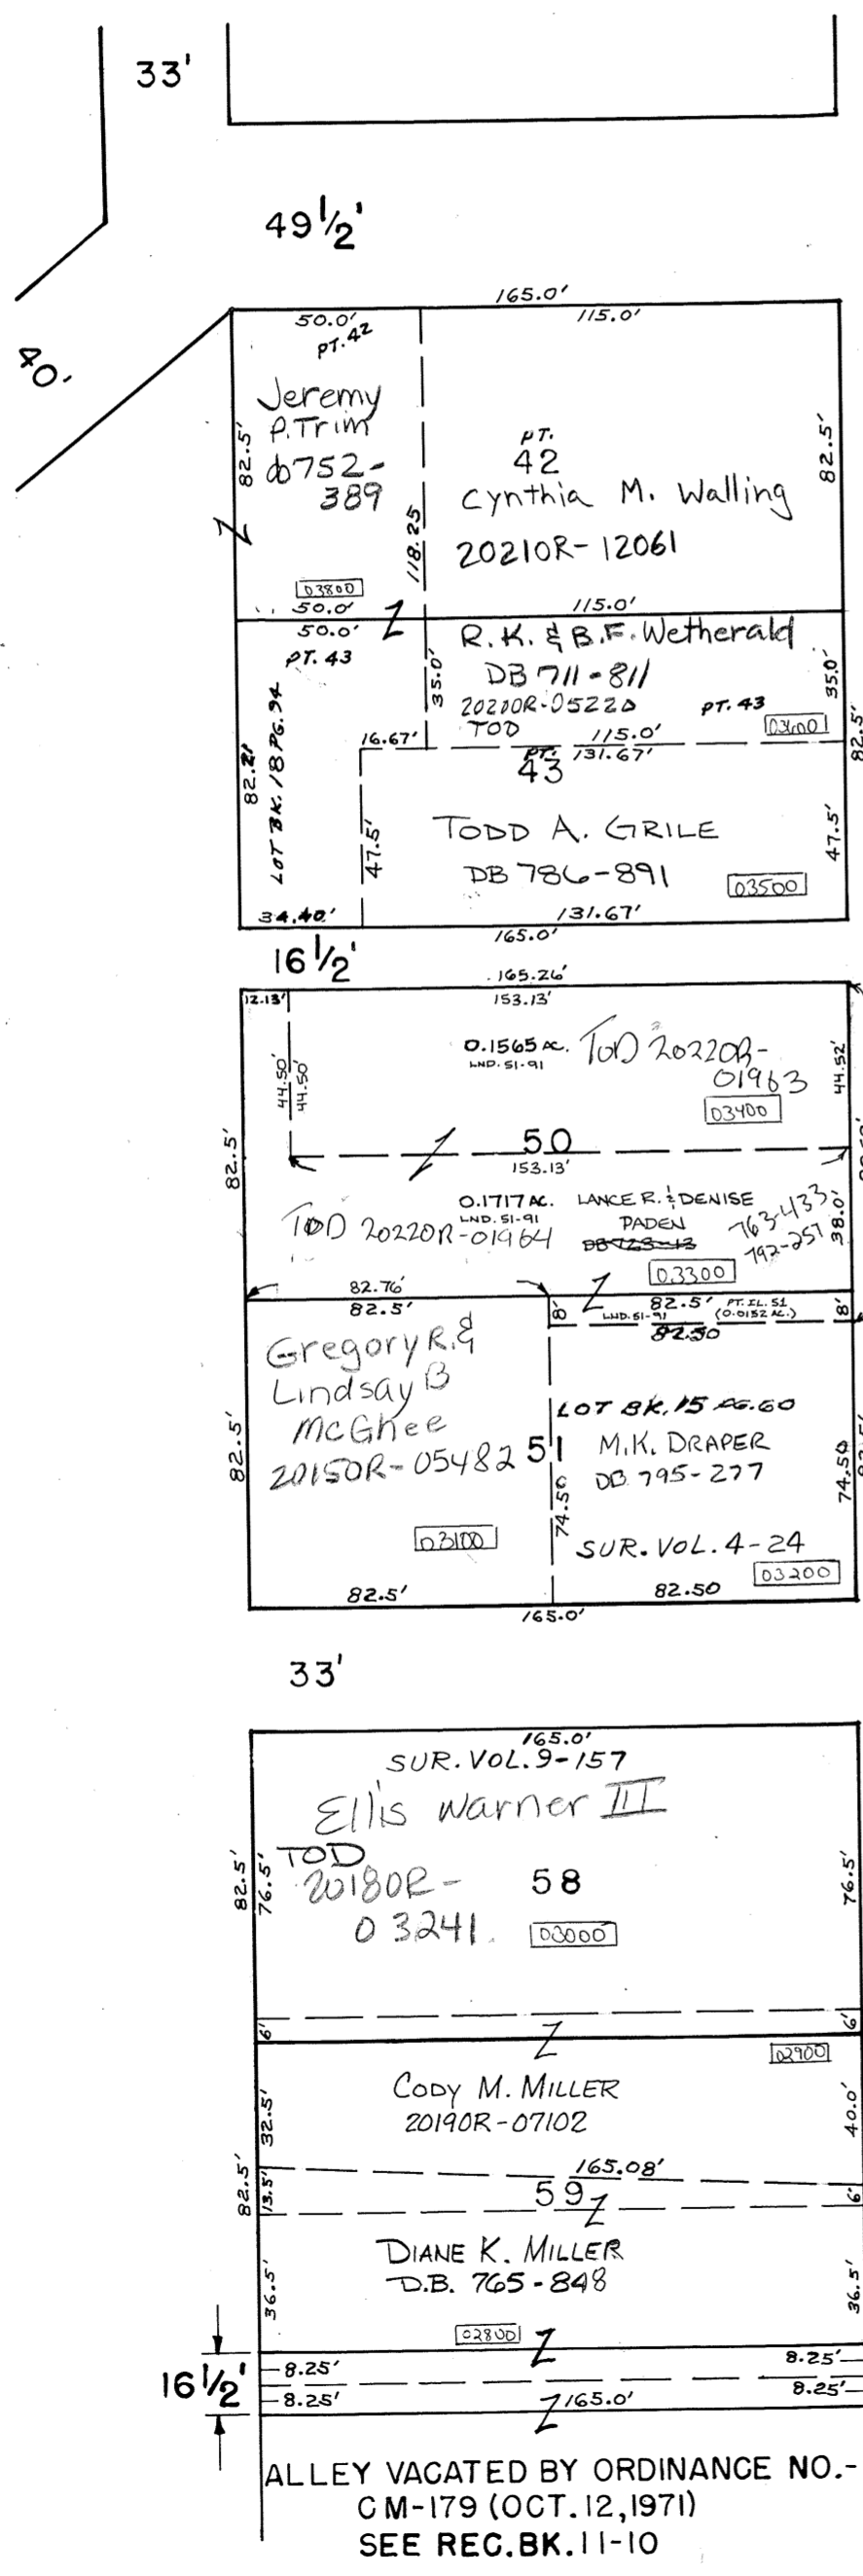 33'
49 1/2'
40.
165.0'
50.0'
115.0'
PT. 42
Jeremy
P. Trim
db752-
389
82.5'
118.25
PT.
42
Cynthia M. Walling
20210R-12061
82.5'
03800
50.0'
115.0'
50.0'
PT. 43
R.K. & B.F. Wetherald
DB 711-811
20200R-05220
TOD
PT. 43
03600
35.0'
35.0'
82.5'
16.67'
115.0'
131.67'
PT.
43
82.2'
LOT BK. 18 PG. 94
47.5'
TODD A. GRILE
DB 786-891
03500
47.5'
34.40'
131.67'
165.0'
16 1/2'
165.26'
12.13'
153.13'
0.1565 AC.
LND. 51-91
TOD 20220R-
01963
03400
44.50'
44.50'
44.52'
50
153.13'
82.5'
0.1717 AC.
LND. 51-91
TOD 20220R-01964
LANCE R. & DENISE
PADEN
DB 728-13
763-433
792-257
38.0'
03300
82.76'
82.5'
8'
82.5'
PT. IL. 51
(0.0152 AC.)
LND. 51-91
8'
82.50
Gregory R. &
Lindsay B
McGhee
20150R-05482
82.5'
51
LOT BK. 15 PG. 60
M.K. DRAPER
DB 795-277
74.50
74.50
03100
SUR. VOL. 4-24
03200
82.5'
82.50
165.0'
33'
165.0'
SUR. VOL. 9-157
Ellis Warner III
TOD
20180R-
03241
58
03000
82.5'
76.5'
76.5'
6'
6'
02900
CODY M. MILLER
20190R-07102
32.5'
40.0'
165.08'
82.5'
13.5'
59
6'
DIANE K. MILLER
D.B. 765-848
36.5'
36.5'
02800
16 1/2'
8.25'
8.25'
8.25'
8.25'
165.0'
ALLEY VACATED BY ORDINANCE NO.-
CM-179 (OCT. 12, 1971)
SEE REC. BK. 11-10